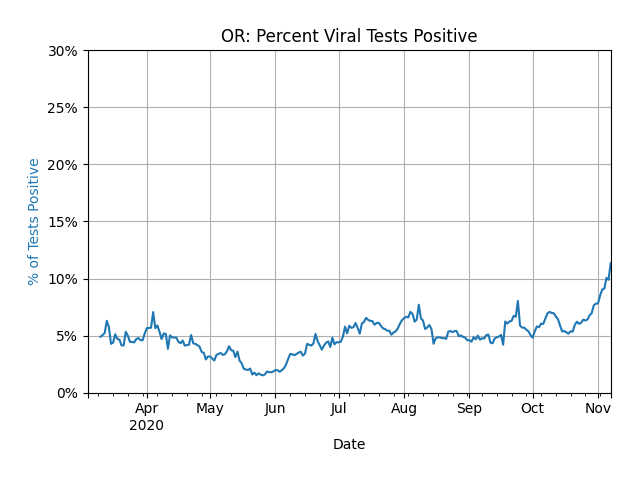 OR: Percent Viral Tests Positive
30%
25%
20%
15%
10%
5%
0%
% of Tests Positive
Apr May Jun Jul Aug Sep Oct Nov
2020
Date